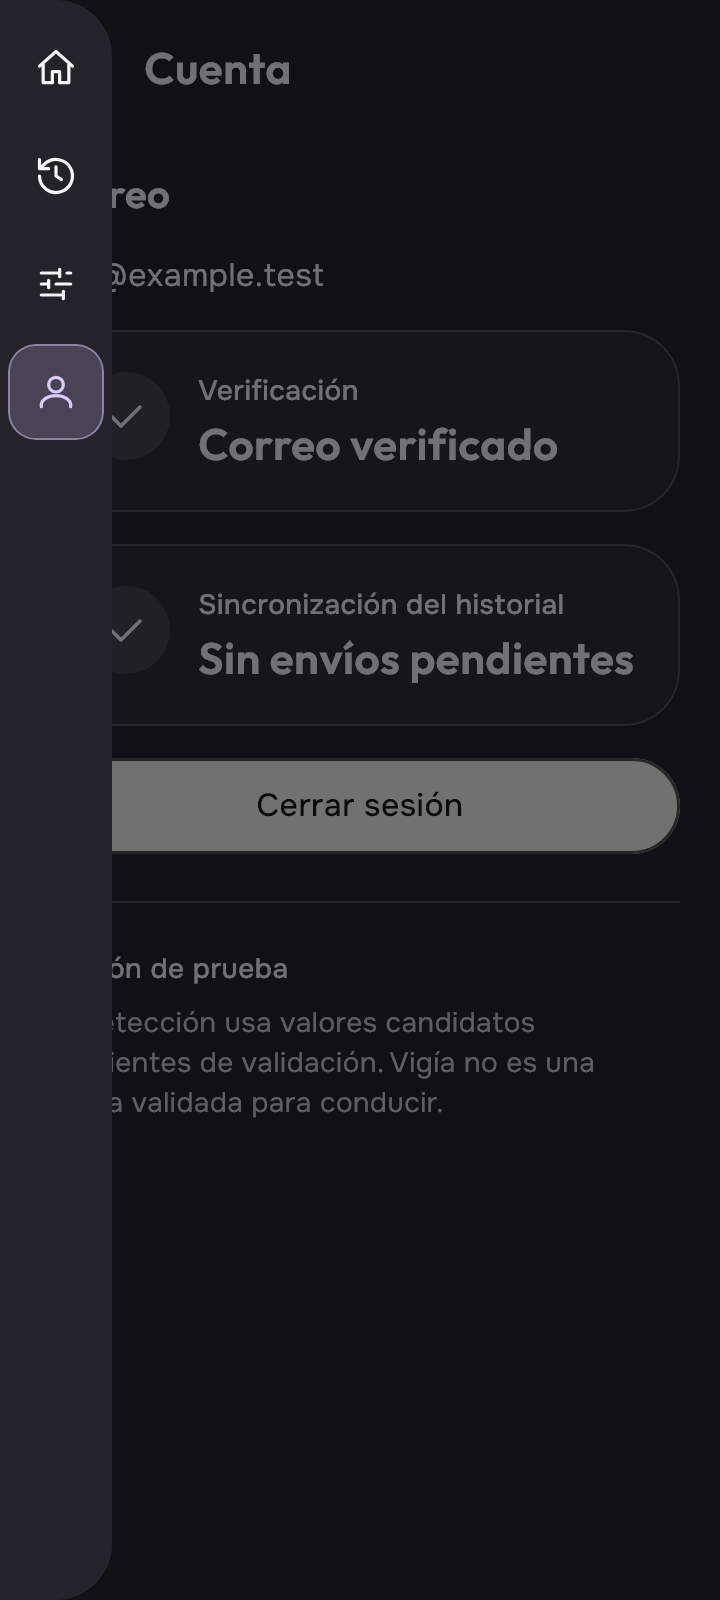 Cuenta
reo
@example.test
Verificación
Correo verificado
Sincronización del historial
Sin envíos pendientes
Cerrar sesión
ón de prueba
etección usa valores candidatos
ientes de validación. Vigía no es una
a validada para conducir.